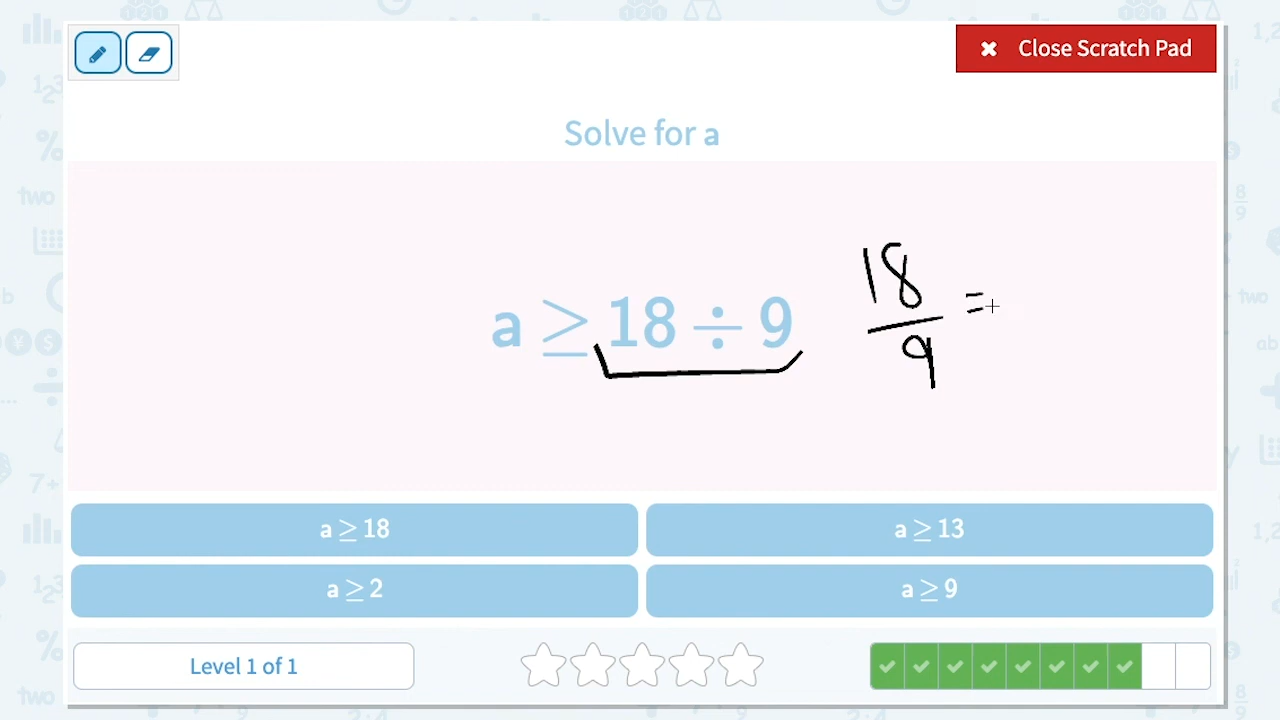 ✖ Close Scratch Pad
Solve for a
a ≥ 18 ÷ 9
18
9
=
a ≥ 18
a ≥ 13
a ≥ 2
a ≥ 9
Level 1 of 1